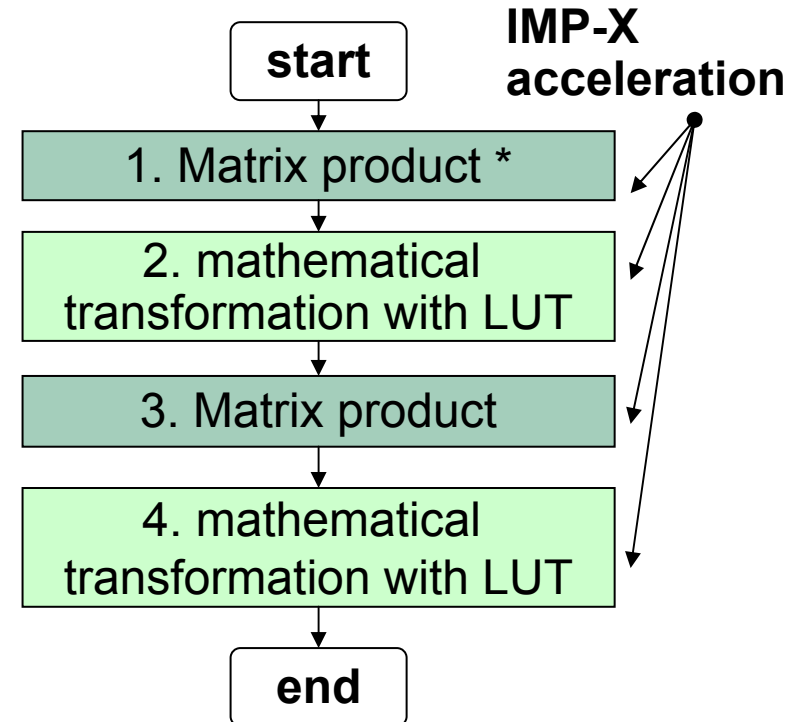 IMP-X
acceleration
start
1. Matrix product *
2. mathematical
transformation with LUT
3. Matrix product
4. mathematical
transformation with LUT
end